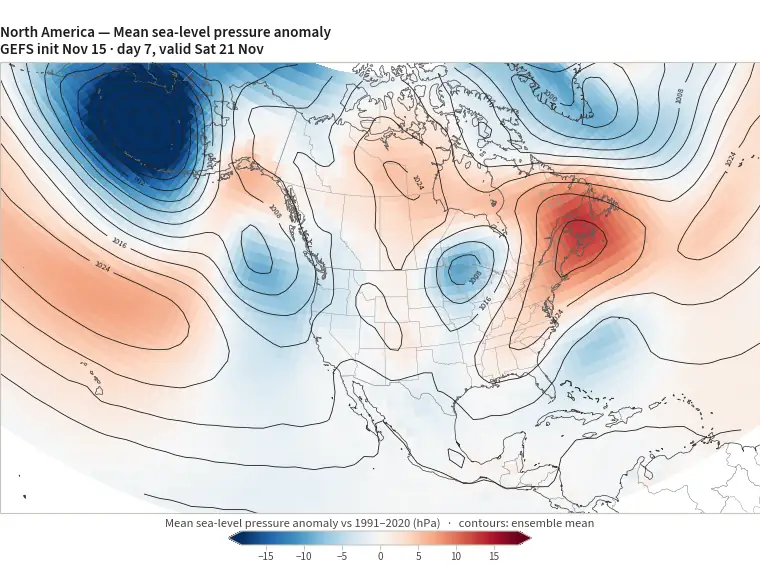 North America — Mean sea-level pressure anomaly
GEFS init Nov 15 · day 7, valid Sat 21 Nov
1000
1008
1024
1024
1008
1016
1024
1008
1016
1024
Mean sea-level pressure anomaly vs 1991–2020 (hPa) · contours: ensemble mean
−15 −10 −5 0 5 10 15